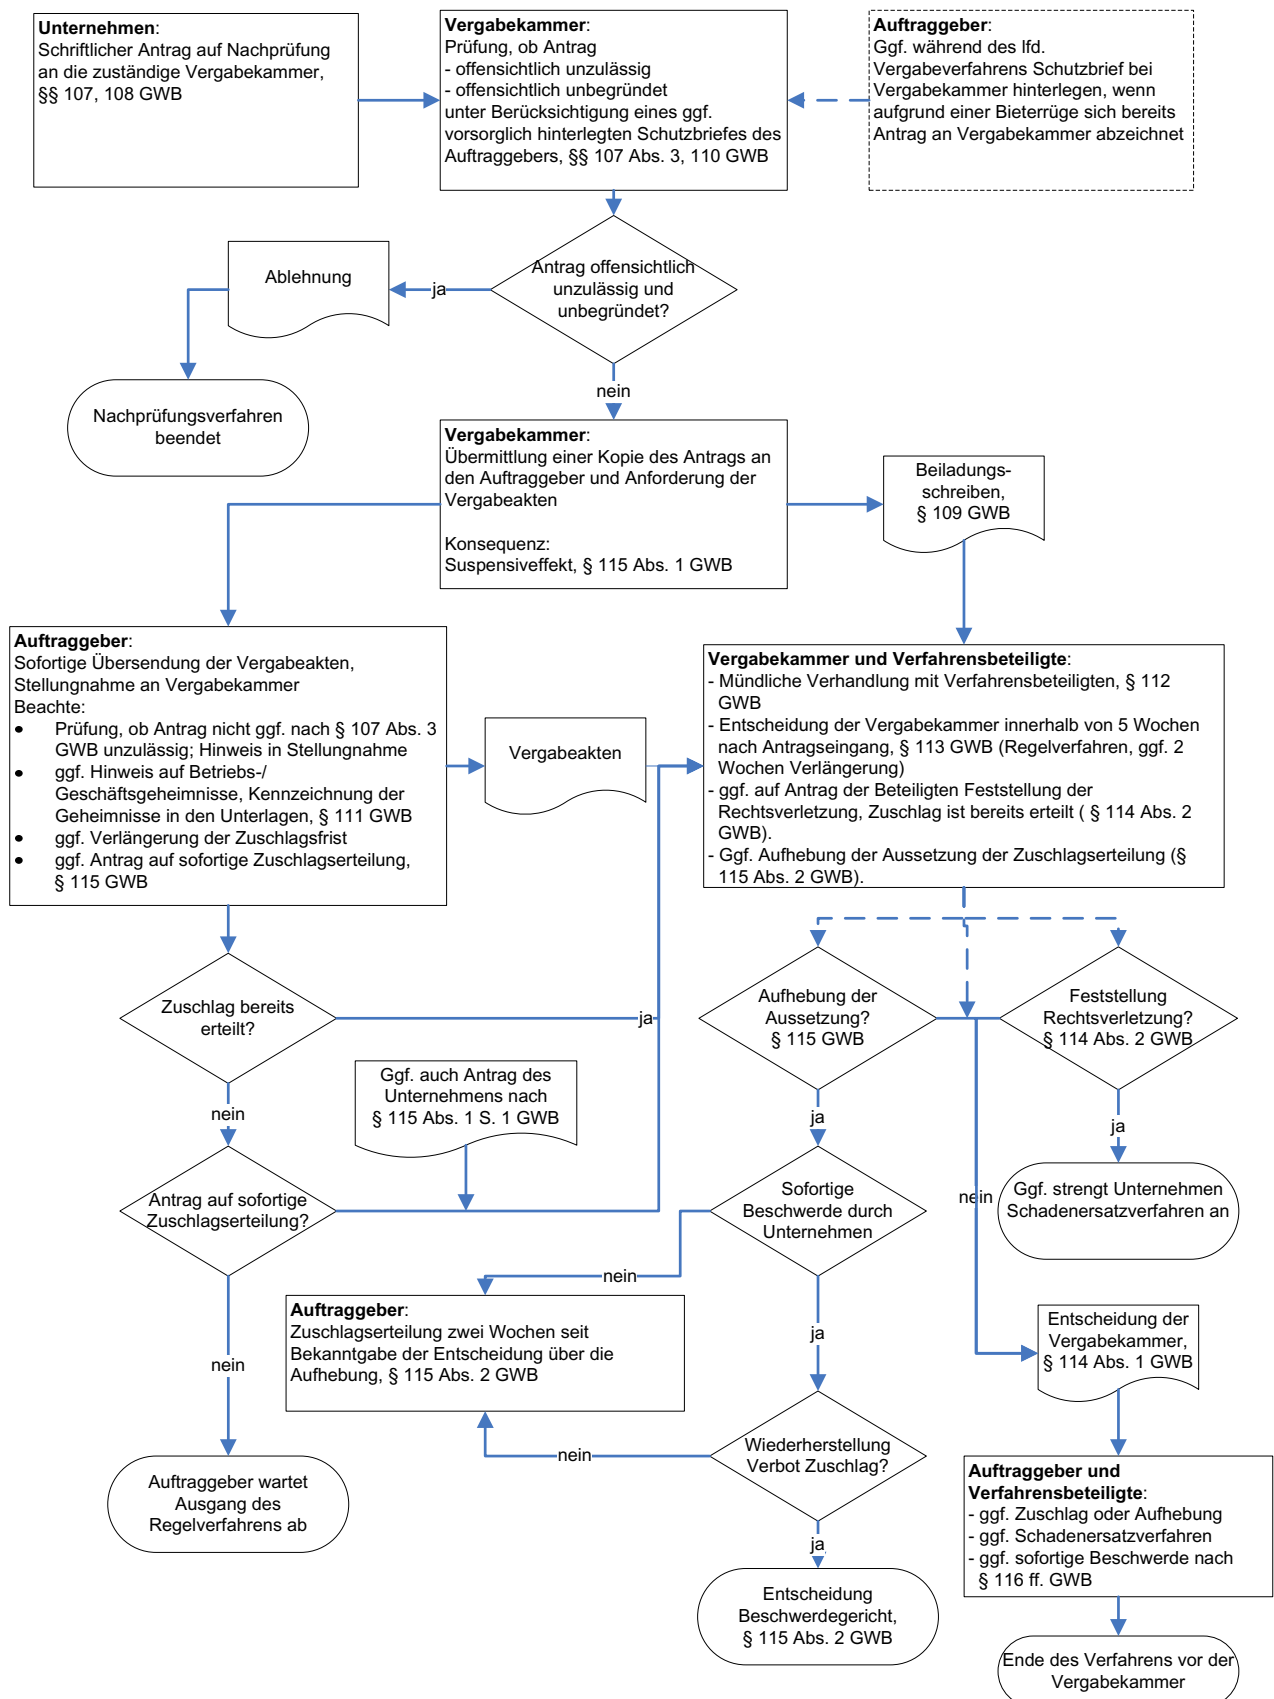 Unternehmen:
Schriftlicher Antrag auf Nachprüfung
an die zuständige Vergabekammer,
§§ 107, 108 GWB
Vergabekammer:
Prüfung, ob Antrag
- offensichtlich unzulässig
- offensichtlich unbegründet
unter Berücksichtigung eines ggf.
vorsorglich hinterlegten Schutzbriefes des
Auftraggebers, §§ 107 Abs. 3, 110 GWB
Auftraggeber:
Ggf. während des lfd.
Vergabeverfahrens Schutzbrief bei
Vergabekammer hinterlegen, wenn
aufgrund einer Bieterrüge sich bereits
Antrag an Vergabekammer abzeichnet
Antrag offensichtlich
unzulässig und
unbegründet?
ja
Ablehnung
Nachprüfungsverfahren
beendet
nein
Vergabekammer:
Übermittlung einer Kopie des Antrags an
den Auftraggeber und Anforderung der
Vergabeakten
Konsequenz:
Suspensiveffekt, § 115 Abs. 1 GWB
Beiladungs-
schreiben,
§ 109 GWB
Auftraggeber:
Sofortige Übersendung der Vergabeakten,
Stellungnahme an Vergabekammer
Beachte:
• Prüfung, ob Antrag nicht ggf. nach § 107 Abs. 3
GWB unzulässig; Hinweis in Stellungnahme
• ggf. Hinweis auf Betriebs-/
Geschäftsgeheimnisse, Kennzeichnung der
Geheimnisse in den Unterlagen, § 111 GWB
• ggf. Verlängerung der Zuschlagsfrist
• ggf. Antrag auf sofortige Zuschlagserteilung,
§ 115 GWB
Vergabeakten
Vergabekammer und Verfahrensbeteiligte:
- Mündliche Verhandlung mit Verfahrensbeteiligten, § 112
GWB
- Entscheidung der Vergabekammer innerhalb von 5 Wochen
nach Antragseingang, § 113 GWB (Regelverfahren, ggf. 2
Wochen Verlängerung)
- ggf. auf Antrag der Beteiligten Feststellung der
Rechtsverletzung, Zuschlag ist bereits erteilt ( § 114 Abs. 2
GWB).
- Ggf. Aufhebung der Aussetzung der Zuschlagserteilung (§
115 Abs. 2 GWB).
Zuschlag bereits
erteilt?
ja
nein
Ggf. auch Antrag des
Unternehmens nach
§ 115 Abs. 1 S. 1 GWB
Antrag auf sofortige
Zuschlagserteilung?
nein
Auftraggeber wartet
Ausgang des
Regelverfahrens ab
Aufhebung der
Aussetzung?
§ 115 GWB
ja
Feststellung
Rechtsverletzung?
§ 114 Abs. 2 GWB
ja
Ggf. strengt Unternehmen
Schadenersatzverfahren an
nein
Sofortige
Beschwerde durch
Unternehmen
nein
ja
Auftraggeber:
Zuschlagserteilung zwei Wochen seit
Bekanntgabe der Entscheidung über die
Aufhebung, § 115 Abs. 2 GWB
Wiederherstellung
Verbot Zuschlag?
nein
ja
Entscheidung
Beschwerdegericht,
§ 115 Abs. 2 GWB
Entscheidung der
Vergabekammer,
§ 114 Abs. 1 GWB
Auftraggeber und
Verfahrensbeteiligte:
- ggf. Zuschlag oder Aufhebung
- ggf. Schadenersatzverfahren
- ggf. sofortige Beschwerde nach
§ 116 ff. GWB
Ende des Verfahrens vor der
Vergabekammer